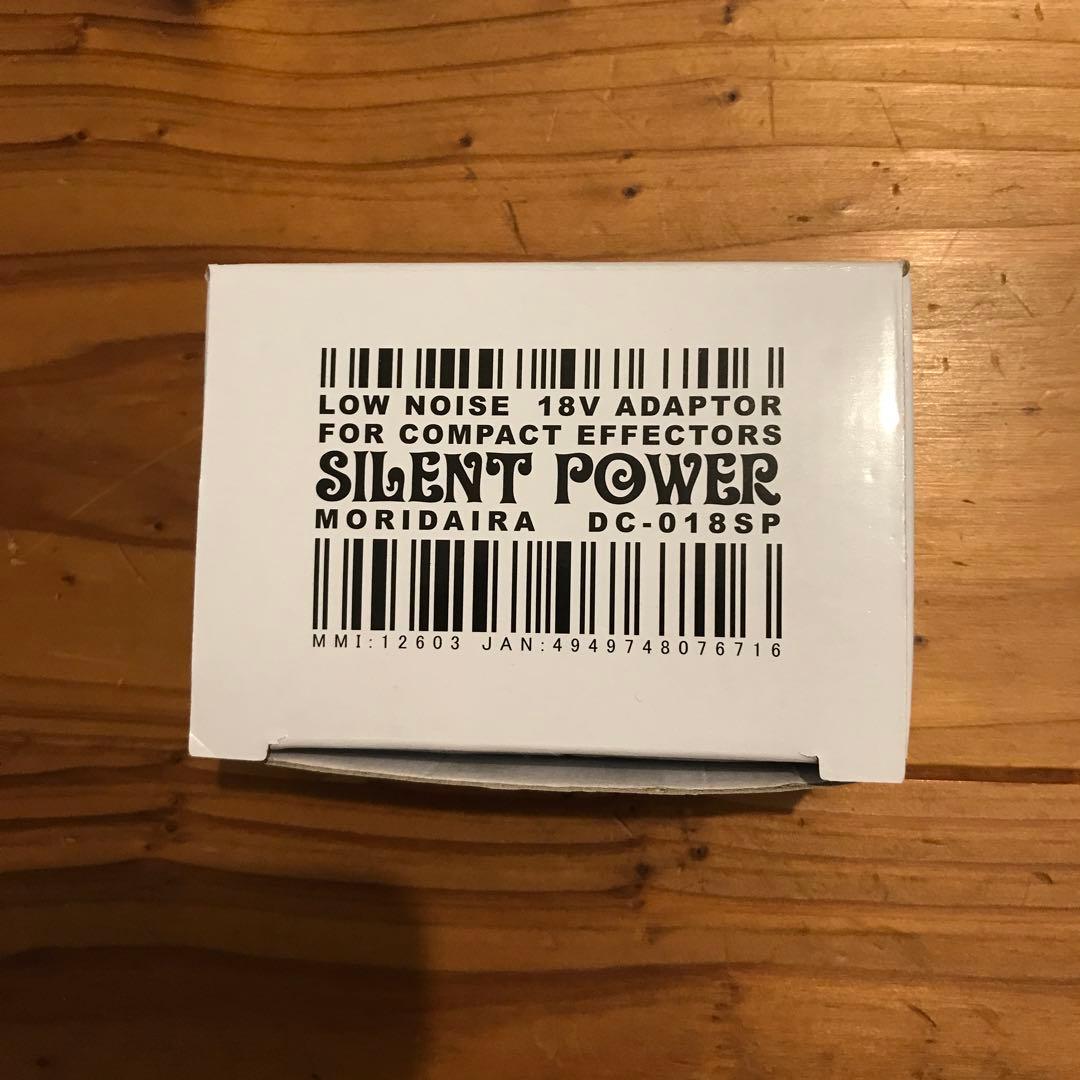 LOW NOISE 18V ADAPTOR
FOR COMPACT EFFECTORS
SILENT POWER
MORIDAIRA DC-018SP
MMI:12603 JAN:4949748076716